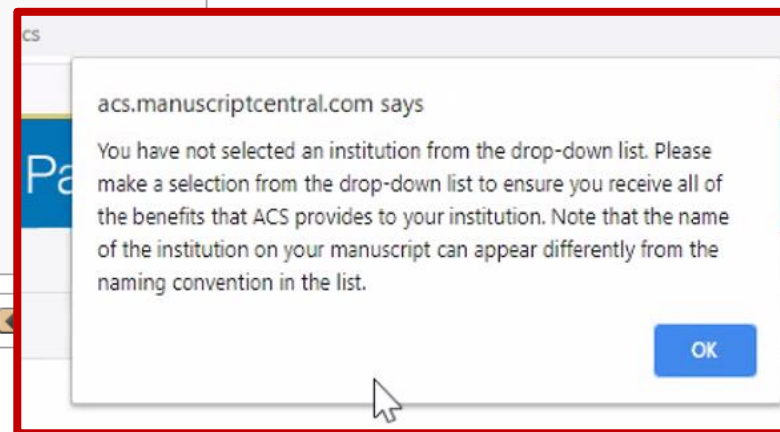 cs
acs.manuscriptcentral.com says
You have not selected an institution from the drop-down list. Please
make a selection from the drop-down list to ensure you receive all of
the benefits that ACS provides to your institution. Note that the name
of the institution on your manuscript can appear differently from the
naming convention in the list.
Pa
OK